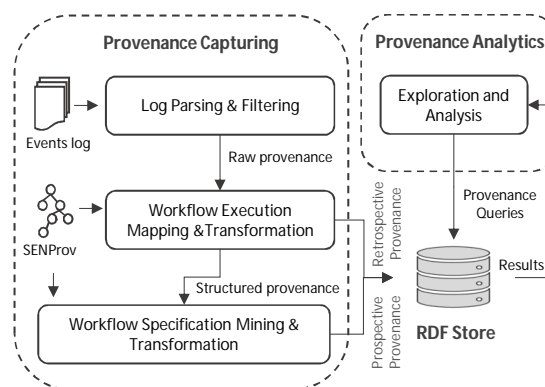 Provenance Capturing
Log Parsing & Filtering
Events log
Raw provenance
Workflow Execution
Mapping &Transformation
SENProv
Structured provenance
Workflow Specification Mining &
Transformation
Retrospective
Provenance
Prospective
Provenance
Provenance Analytics
Exploration and
Analysis
Provenance
Queries
Results
RDF Store